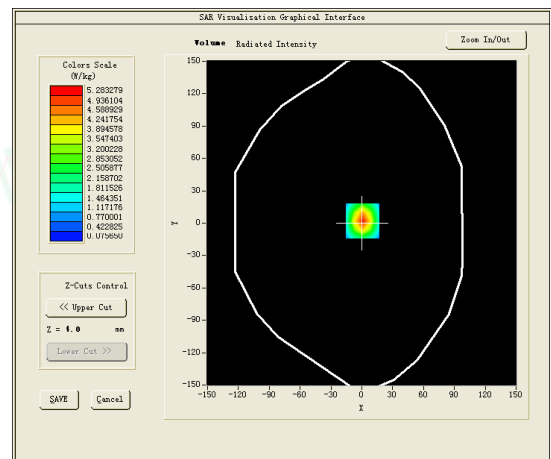 SAR Visualisation Graphical Interface
Volume Radiated Intensity
Zoom In/Out
Colors Scale
(W/kg)
5.283279
4.936104
4.588929
4.241754
3.894578
3.547403
3.200228
2.853052
2.505877
2.158702
1.811526
1.464351
1.117176
0.770001
0.422825
0.075650
Z-Cuts Control
<< Upper Cut
Z = 4.0 mm
Lower Cut >>
SAVE Cancel
150
120
90
60
30
0
-30
-60
-90
-120
-150
Y
-150 -120 -90 -60 -30 0 30 60 90 120 150
X